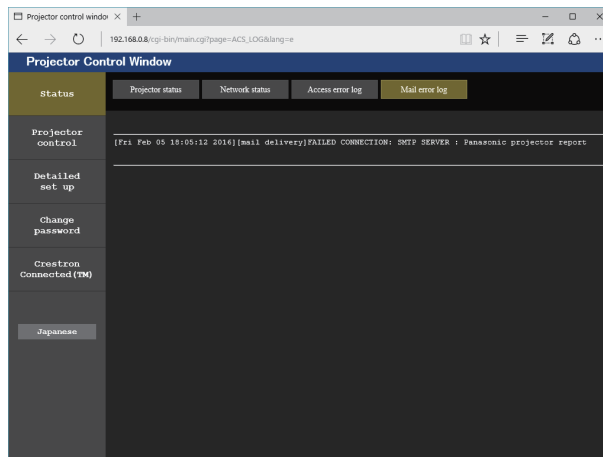 Projector control windo
192.168.0.8/cgi-bin/main.cgi?page=ACS_LOG&lang=e
Projector Control Window
Status
Projector status
Network status
Access error log
Mail error log
Projector
control
[Fri Feb 05 18:05:12 2016][mail delivery]FAILED CONNECTION: SMTP SERVER : Panasonic projector report
Detailed
set up
Change
password
Crestron
Connected(TM)
Japanese